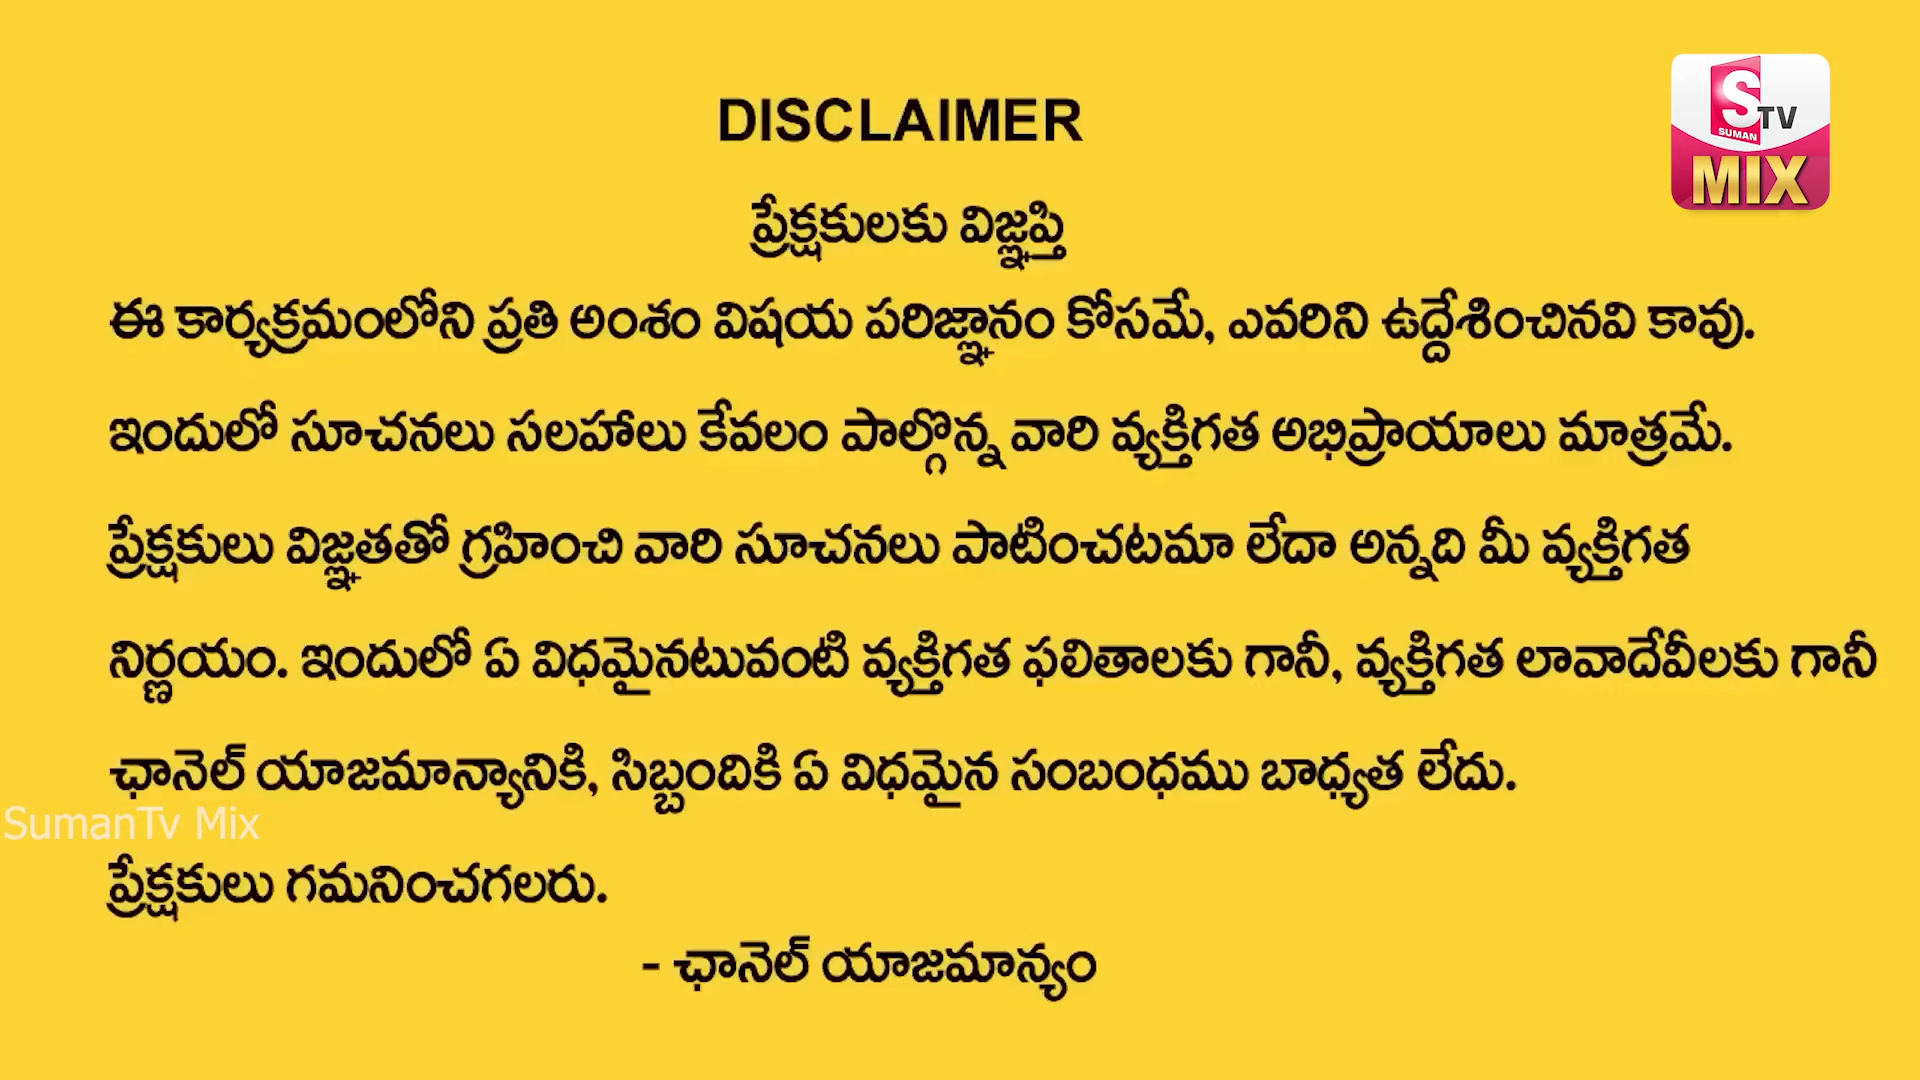 DISCLAIMER
S TV
SUMAN
MIX
ప్రేక్షకులకు విజ్ఞప్తి
ఈ కార్యక్రమంలోని ప్రతి అంశం విషయ పరిజ్ఞానం కోసమే, ఎవరిని ఉద్దేశించినవి కావు.
ఇందులో సూచనలు సలహాలు కేవలం పాల్గొన్న వారి వ్యక్తిగత అభిప్రాయాలు మాత్రమే.
ప్రేక్షకులు విజ్ఞతతో గ్రహించి వారి సూచనలు పాటించటమా లేదా అన్నది మీ వ్యక్తిగత
నిర్ణయం. ఇందులో ఏ విధమైనటువంటి వ్యక్తిగత ఫలితాలకు గానీ, వ్యక్తిగత లావాదేవీలకు గానీ
ఛానెల్ యాజమాన్యానికి, సిబ్బందికి ఏ విధమైన సంబంధము బాధ్యత లేదు.
SumanTv Mix
ప్రేక్షకులు గమనించగలరు.
- ఛానెల్ యాజమాన్యం